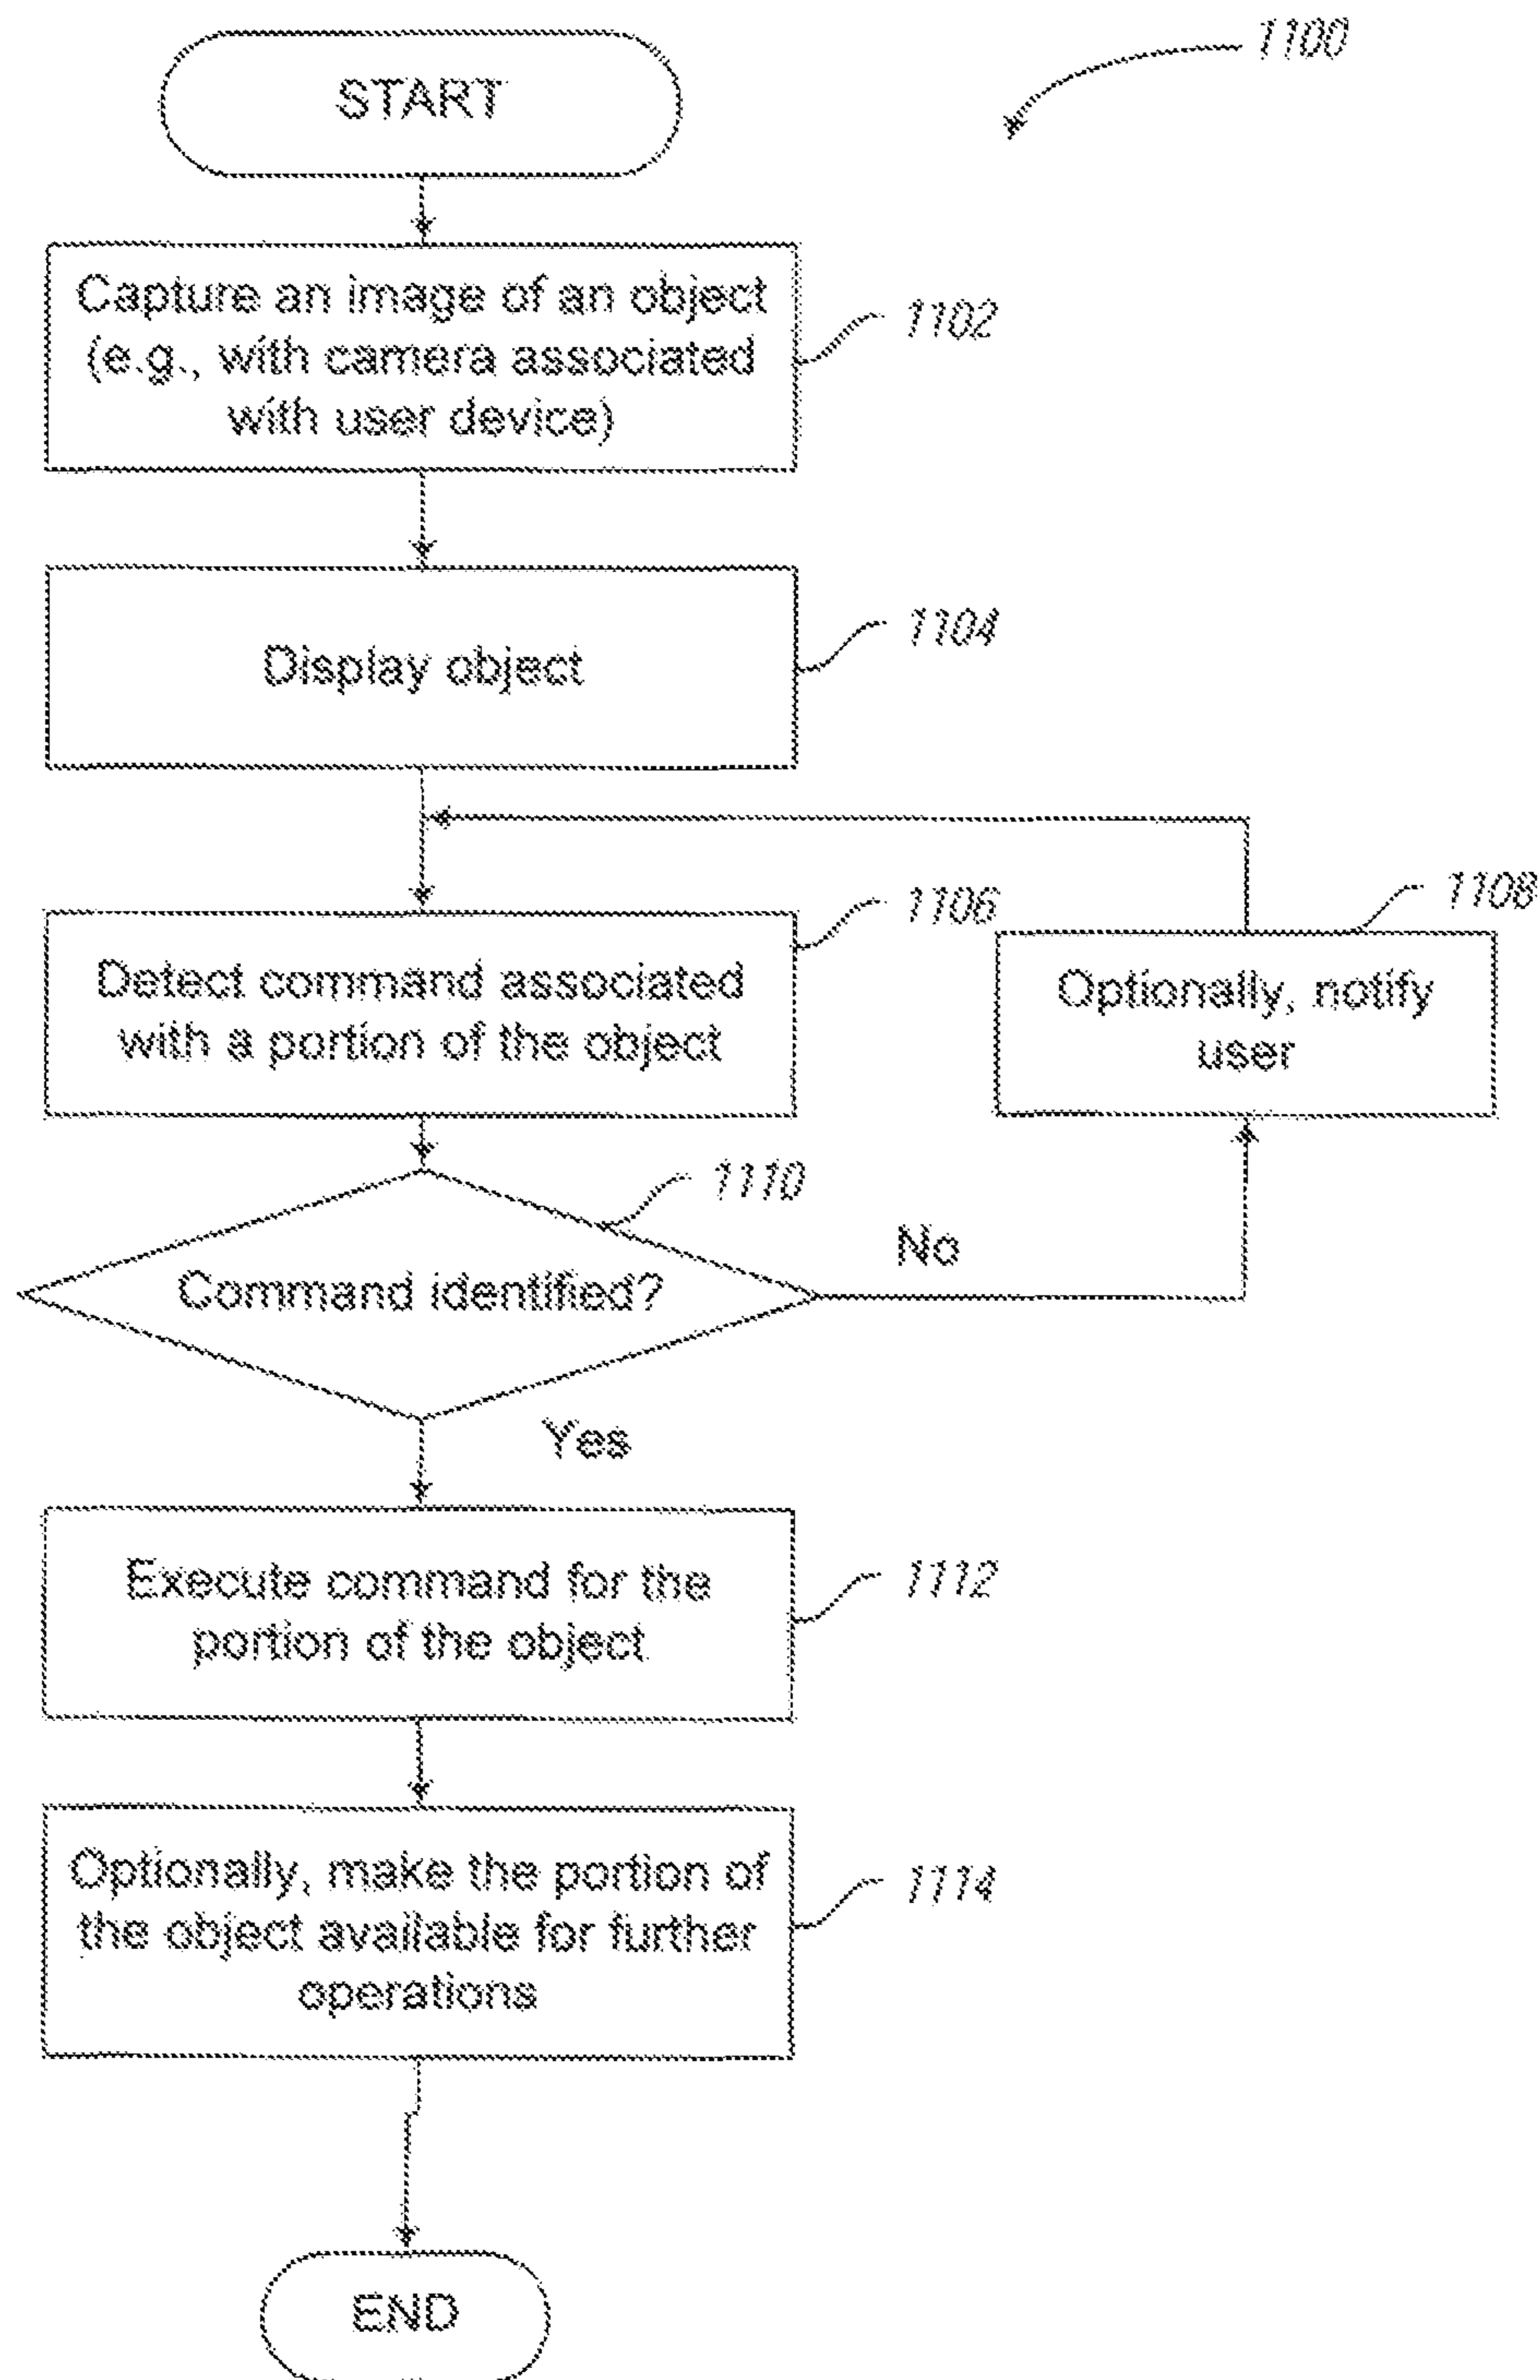 1100
START
Capture an image of an object
(e.g., with camera associated
with user device)
1102
Display object
1104
Detect command associated
with a portion of the object
1106
Optionally, notify
user
1108
Command identified?
1110
No
Yes
Execute command for the
portion of the object
1112
Optionally, make the portion of
the object available for further
operations
1114
END